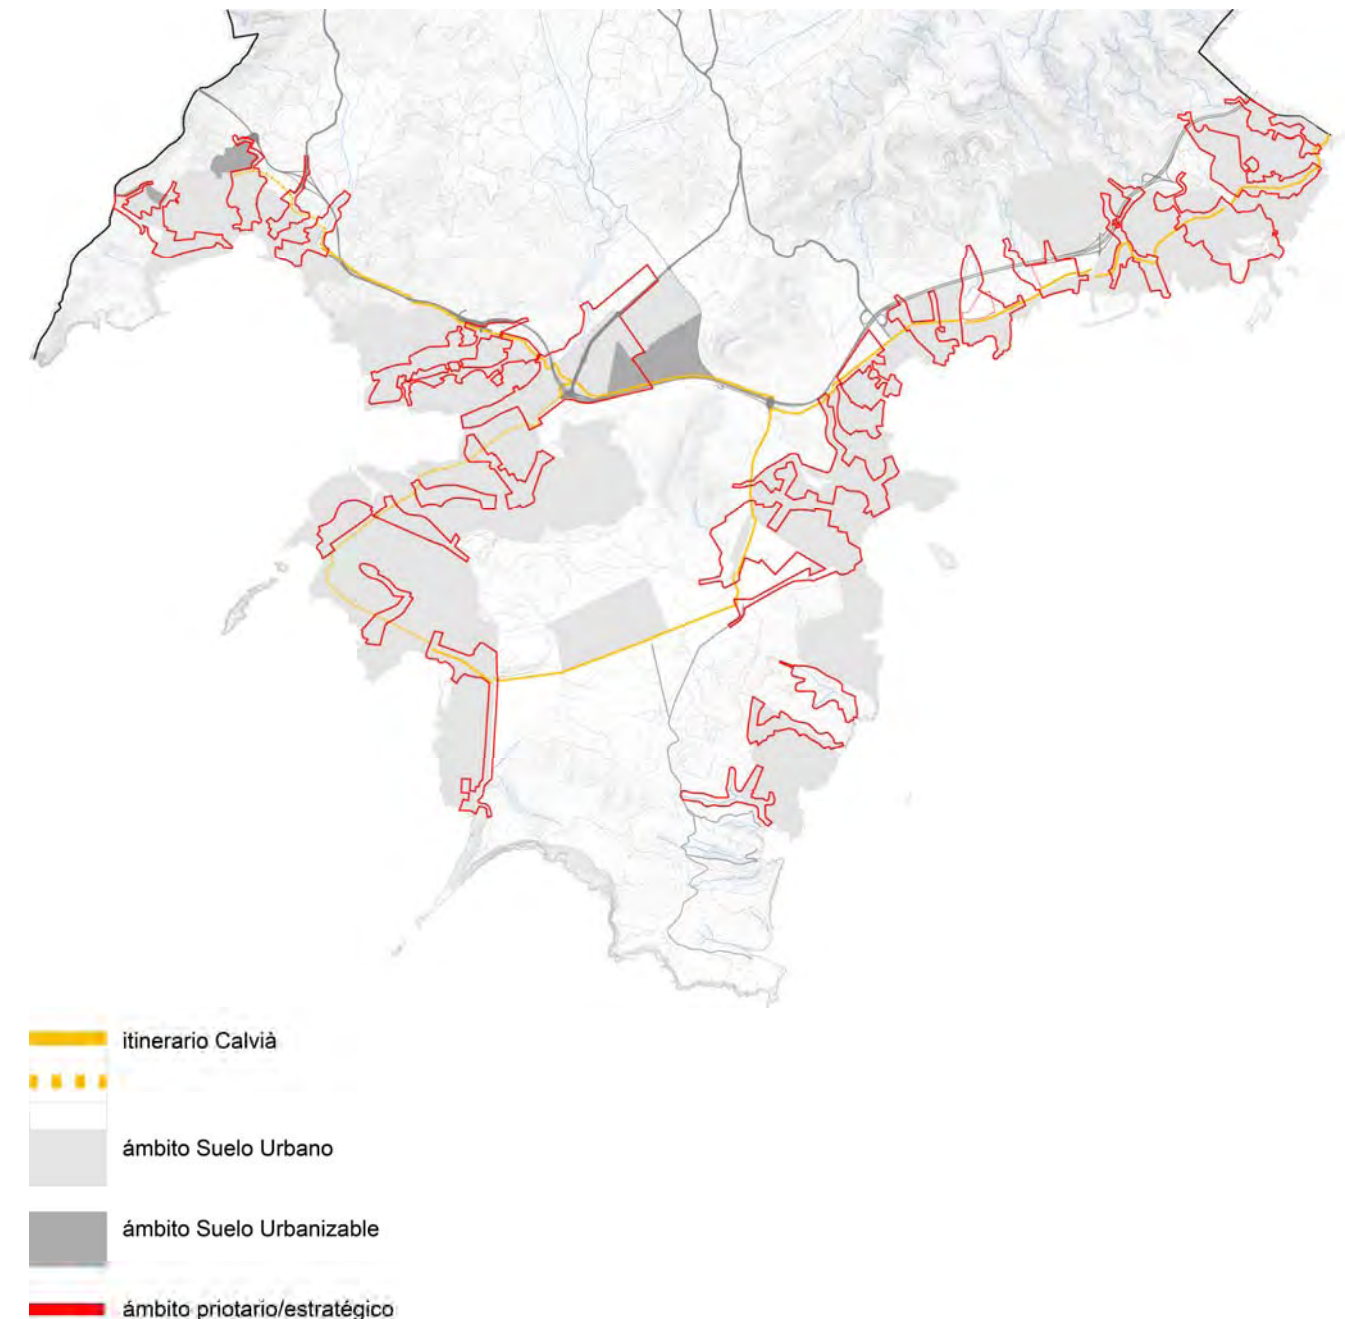 itinerario Calvià
ámbito Suelo Urbano
ámbito Suelo Urbanizable
ámbito priotario/estratégico